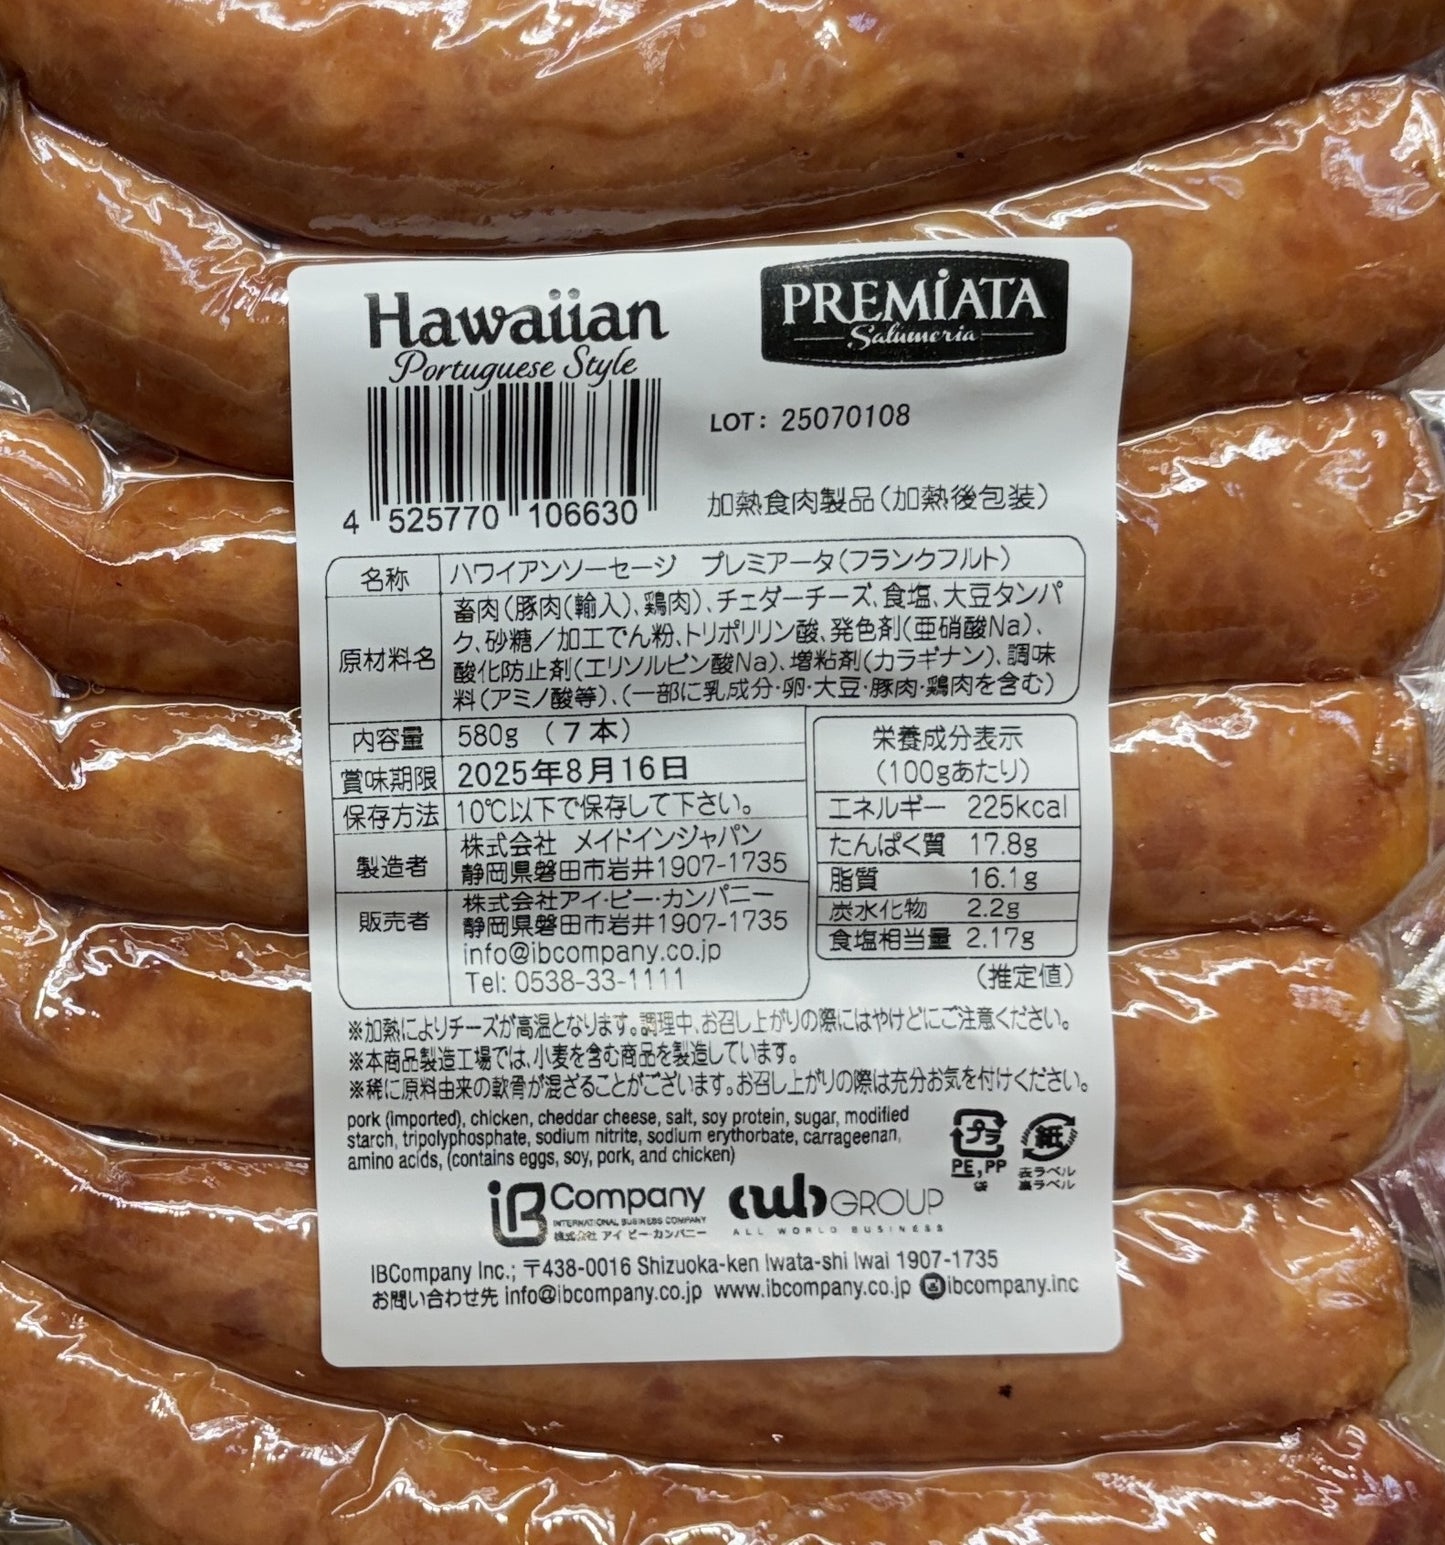 Hawaiian
Portuguese Style
PREMIATA
Salumeria
4 525770 106630
LOT: 25070108
加熱食肉製品（加熱後包装）
名称 ハワイアンソーセージ プレミアータ（フランクフルト）
原材料名 畜肉（豚肉（輸入）、鶏肉）、チェダーチーズ、食塩、大豆タンパ
ク、砂糖／加工でん粉、トリポリリン酸、発色剤（亜硝酸Na）、
酸化防止剤（エリソルビン酸Na）、増粘剤（カラギナン）、調味
料（アミノ酸等）、（一部に乳成分・卵・大豆・豚肉・鶏肉を含む）
内容量 580g （7本）
賞味期限 2025年8月16日
保存方法 10℃以下で保存して下さい。
製造者 株式会社 メイドインジャパン
静岡県磐田市岩井1907-1735
販売者 株式会社アイ・ビー・カンパニー
静岡県磐田市岩井1907-1735
info@ibcompany.co.jp
Tel: 0538-33-1111
栄養成分表示
（100gあたり）
エネルギー 225kcal
たんぱく質 17.8g
脂質 16.1g
炭水化物 2.2g
食塩相当量 2.17g
（推定値）
※加熱によりチーズが高温となります。調理中、お召し上がりの際にはやけどにご注意ください。
※本商品製造工場では、小麦を含む商品を製造しています。
※稀に原料由来の軟骨が混ざることがございます。お召し上がりの際は充分お気を付けください。
pork (imported), chicken, cheddar cheese, salt, soy protein, sugar, modified
starch, tripolyphosphate, sodium nitrite, sodium erythorbate, carrageenan,
amino acids, (contains eggs, soy, pork, and chicken)
プラ
PE,PP
袋
紙
表ラベル
裏ラベル
iB Company
INTERNATIONAL BUSINESS COMPANY
株式会社 アイ ビー・カンパニー
awb GROUP
ALL WORLD BUSINESS
IBCompany Inc.; 〒438-0016 Shizuoka-ken Iwata-shi Iwai 1907-1735
お問い合わせ先 info@ibcompany.co.jp www.ibcompany.co.jp ibcompany.inc